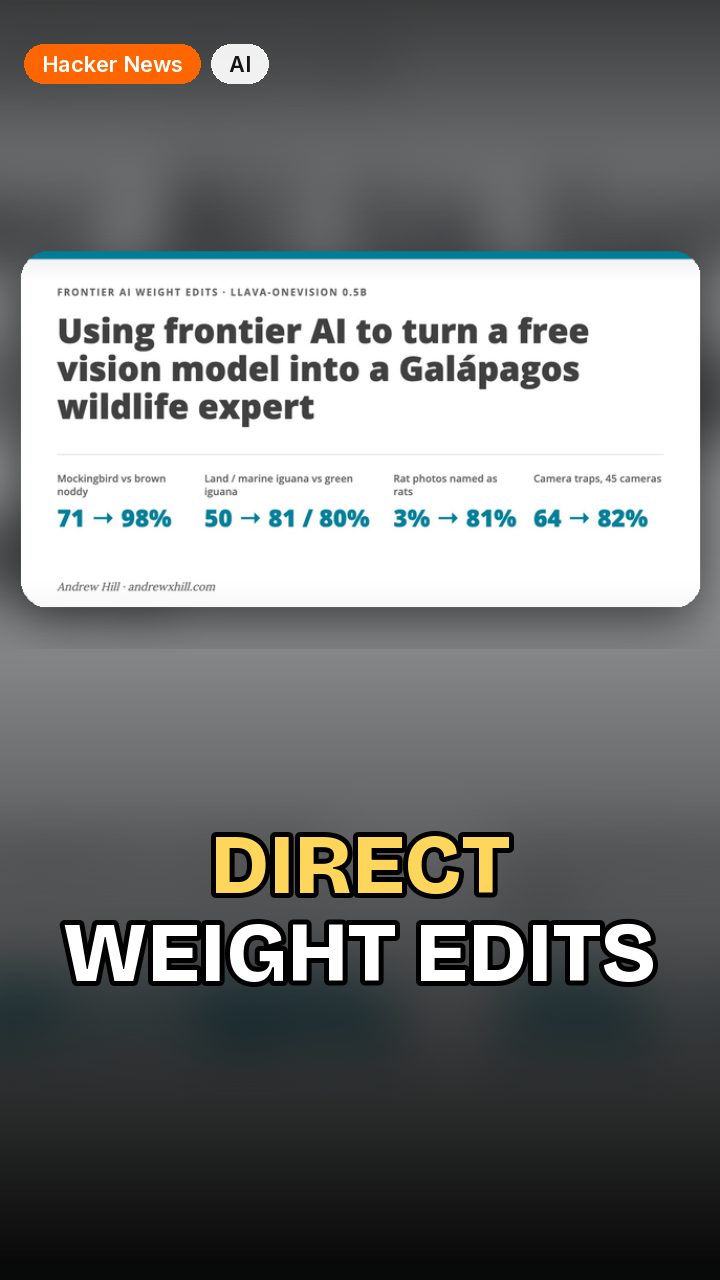 Hacker News
AI
FRONTIER AI WEIGHT EDITS · LLAVA-ONEVISION 0.5B
Using frontier AI to turn a free
vision model into a Galápagos
wildlife expert
Mockingbird vs brown
noddy
71 → 98%
Land / marine iguana vs green
iguana
50 → 81 / 80%
Rat photos named as
rats
3% → 81%
Camera traps, 45 cameras
64 → 82%
Andrew Hill · andrewxhill.com
DIRECT
WEIGHT EDITS